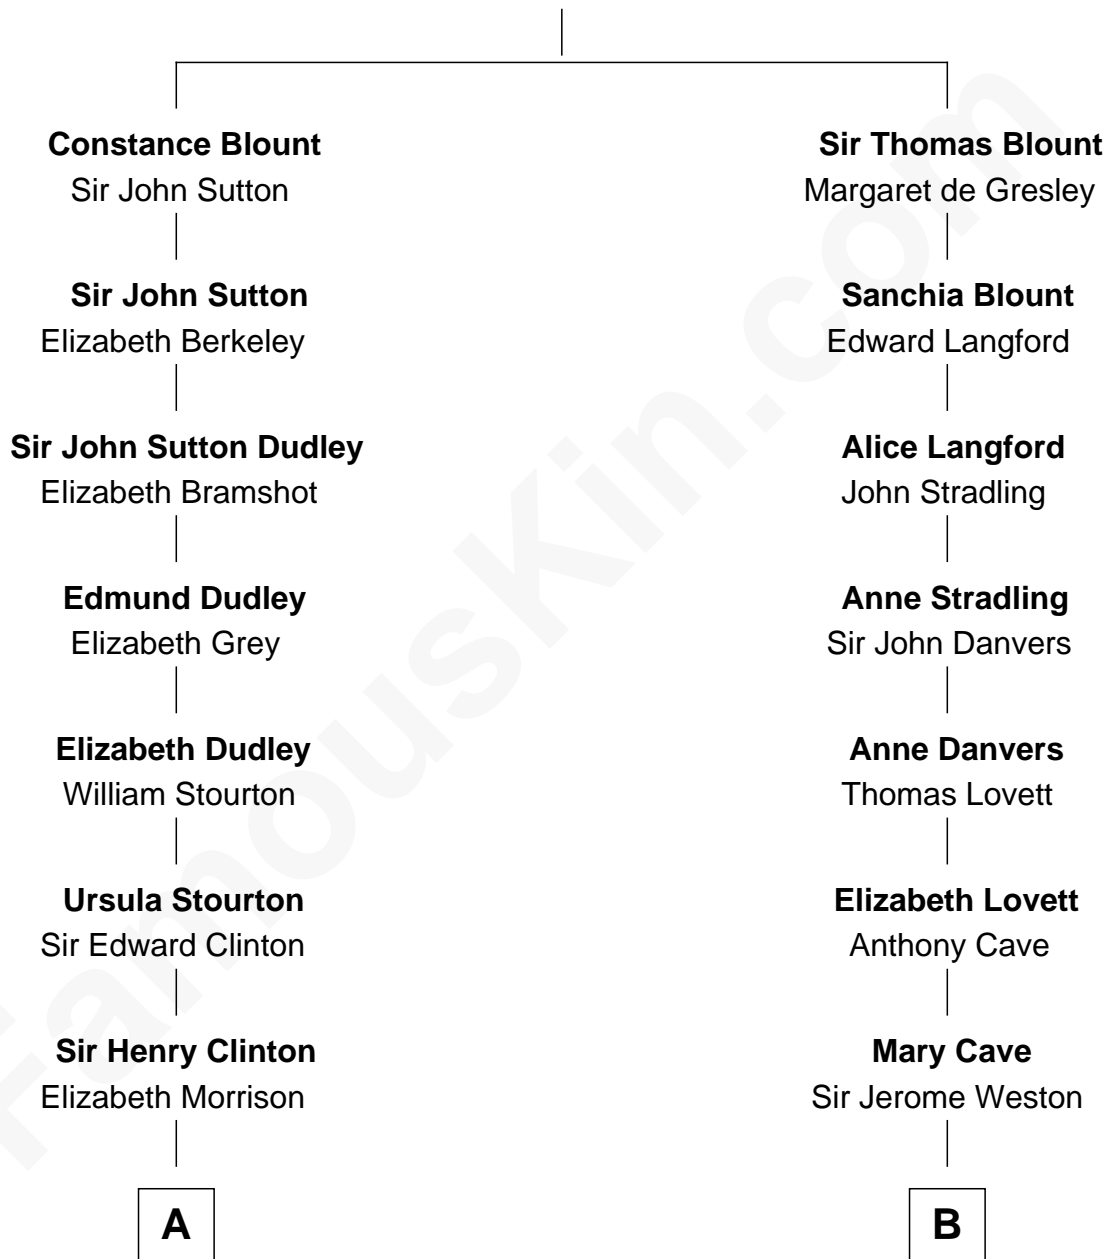 Constance Blount
Sir John Sutton
Sir Thomas Blount
Margaret de Gresley
Sir John Sutton
Elizabeth Berkeley
Sanchia Blount
Edward Langford
Sir John Sutton Dudley
Elizabeth Bramshot
Alice Langford
John Stradling
Edmund Dudley
Elizabeth Grey
Anne Stradling
Sir John Danvers
Elizabeth Dudley
William Stourton
Anne Danvers
Thomas Lovett
Ursula Stourton
Sir Edward Clinton
Elizabeth Lovett
Anthony Cave
Sir Henry Clinton
Elizabeth Morrison
Mary Cave
Sir Jerome Weston
A
B
FamousKin.com